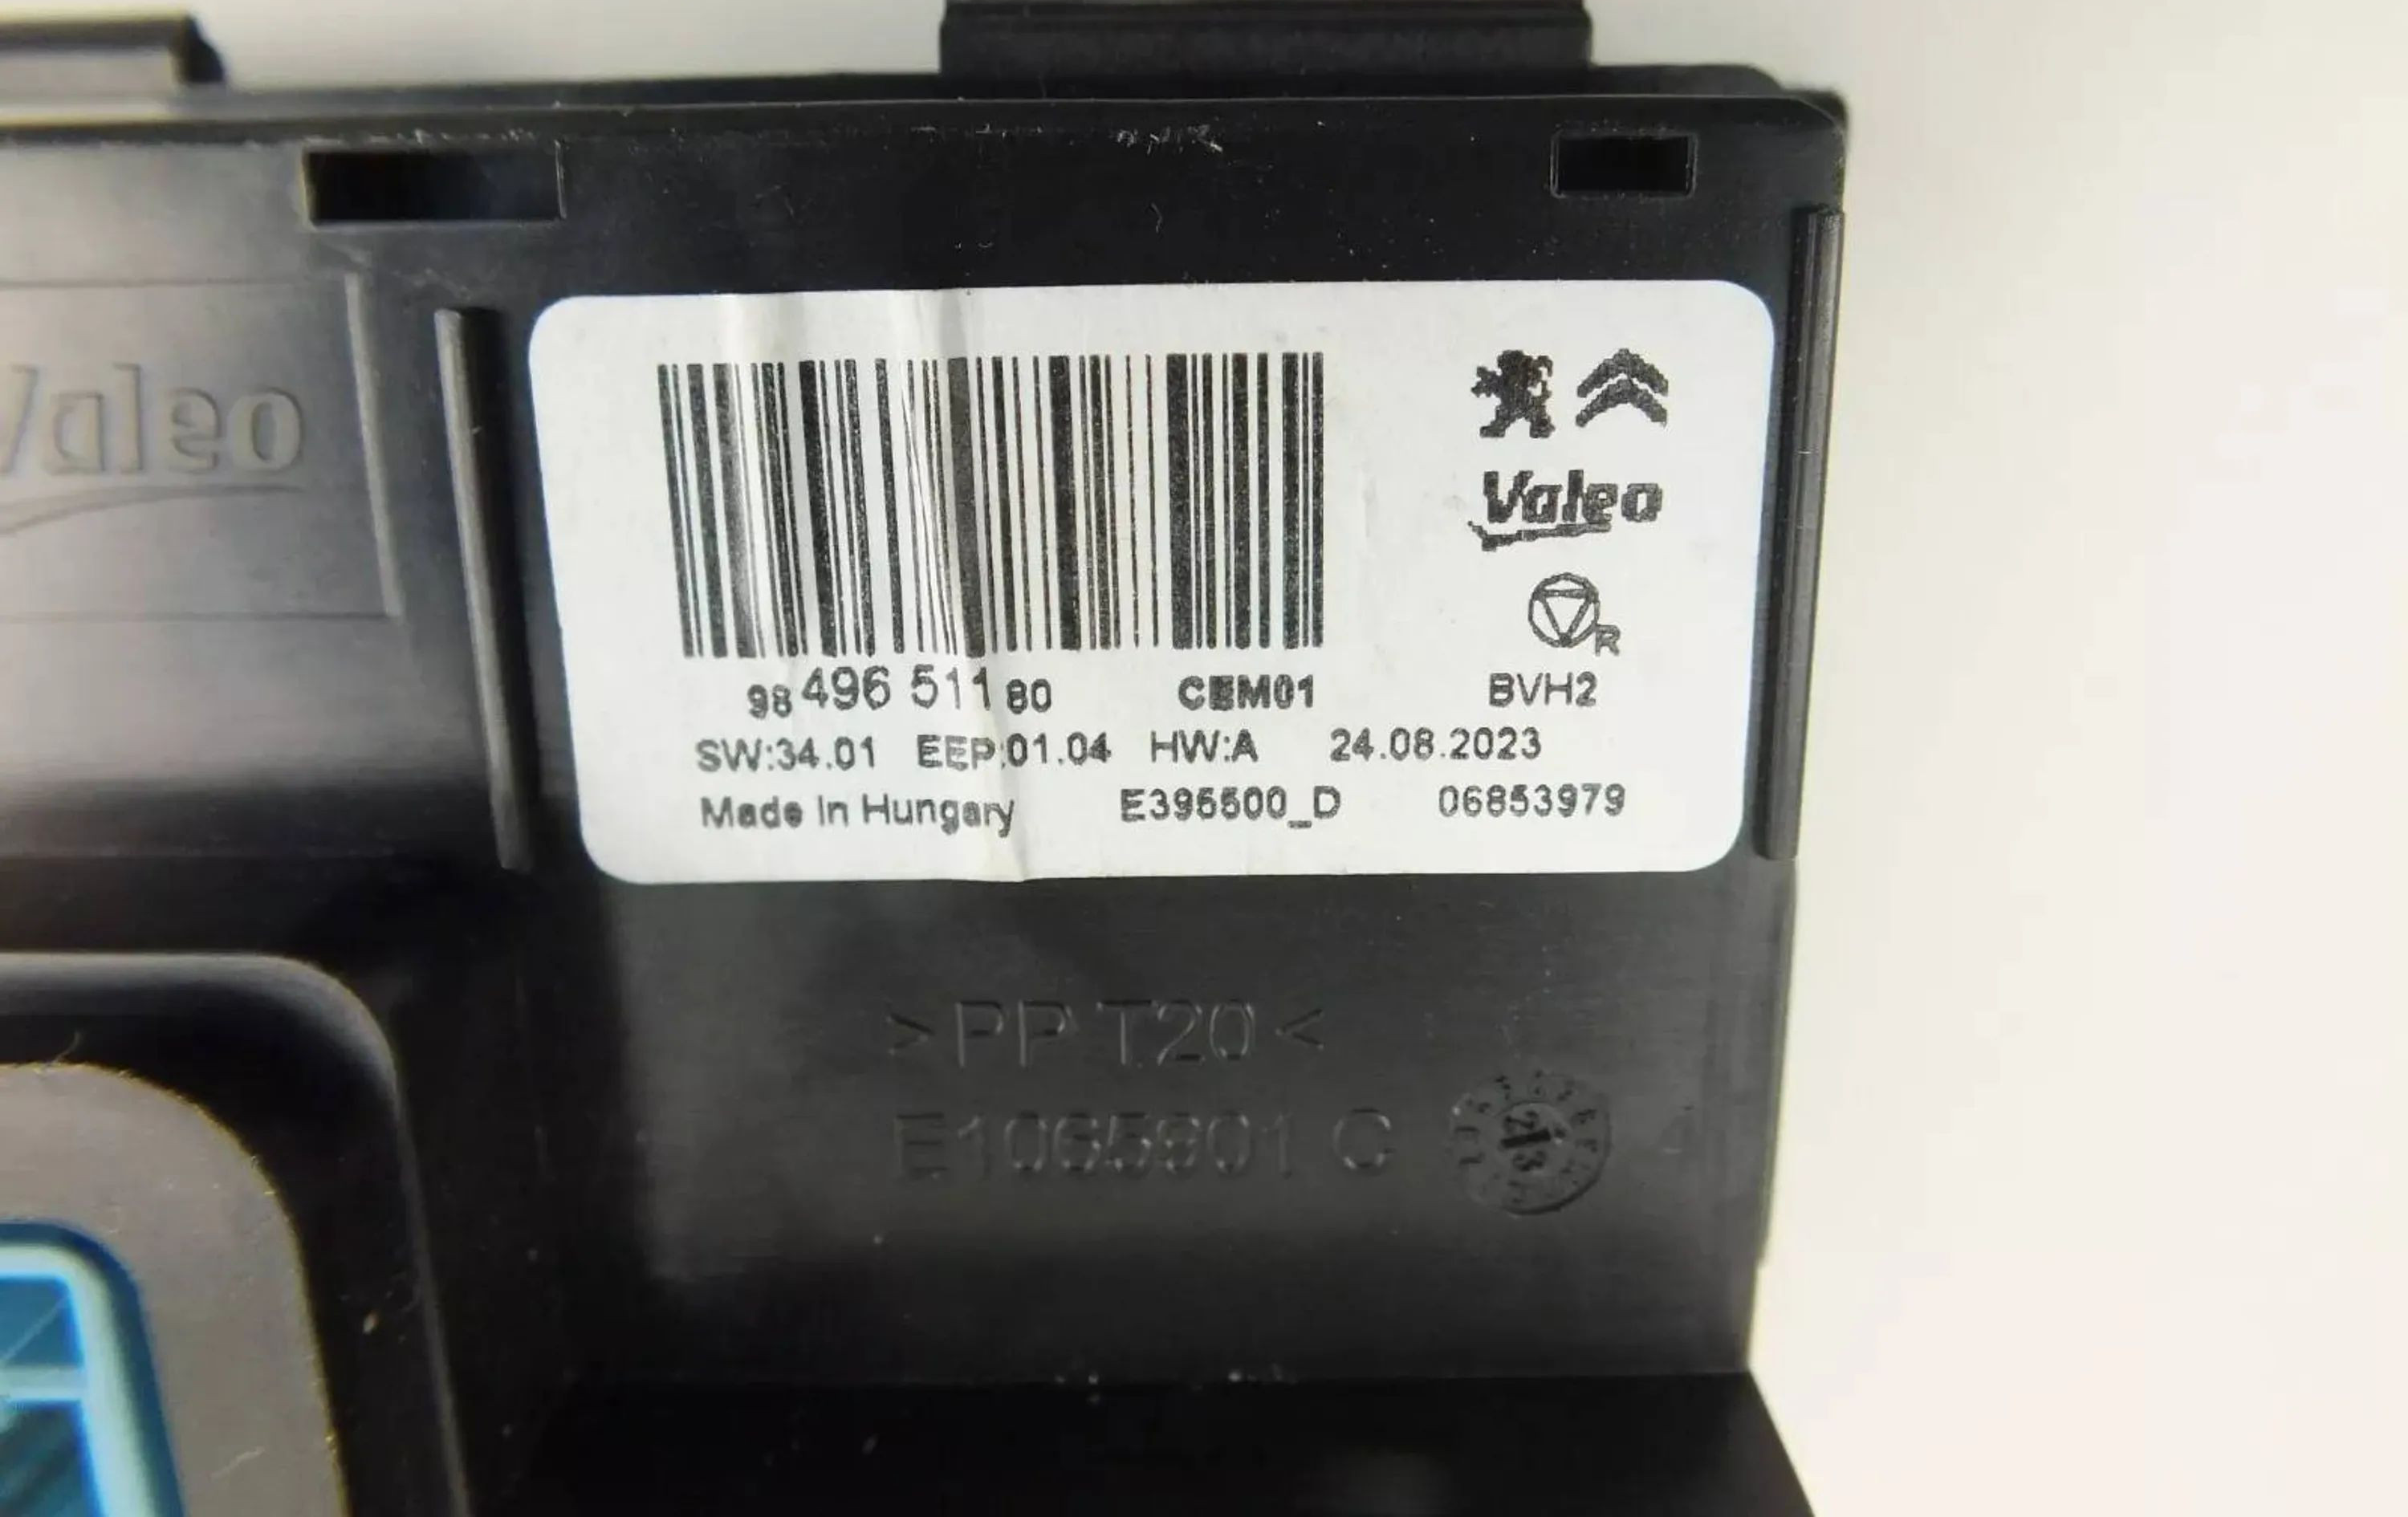 Valeo
Valeo
R
98 496 511 80 CEM01 BVH2
SW:34.01 EEP:01.04 HW:A 24.08.2023
Made in Hungary E395500_D 06853979
>PP T20<
E1065901 C